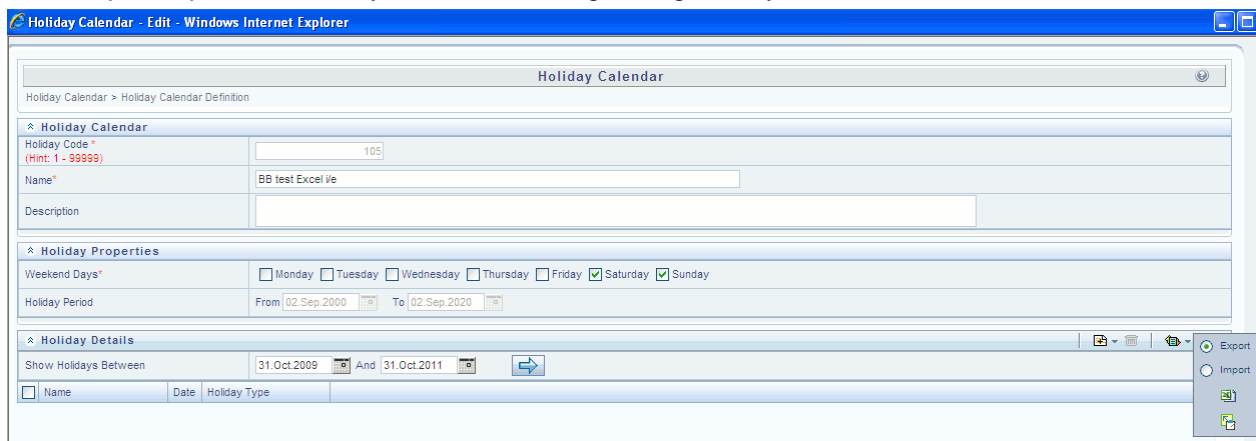 Holiday Calendar - Edit - Windows Internet Explorer
Holiday Calendar
Holiday Calendar > Holiday Calendar Definition
Holiday Calendar
Holiday Code *
(Hint: 1 - 99999)
105
Name*
BB test Excel i/e
Description
Holiday Properties
Weekend Days*
Monday Tuesday Wednesday Thursday Friday Saturday Sunday
Holiday Period
From 02.Sep.2000 To 02.Sep.2020
Holiday Details
Export
Show Holidays Between
31.Oct.2009 And 31.Oct.2011
Import
Name Date Holiday Type